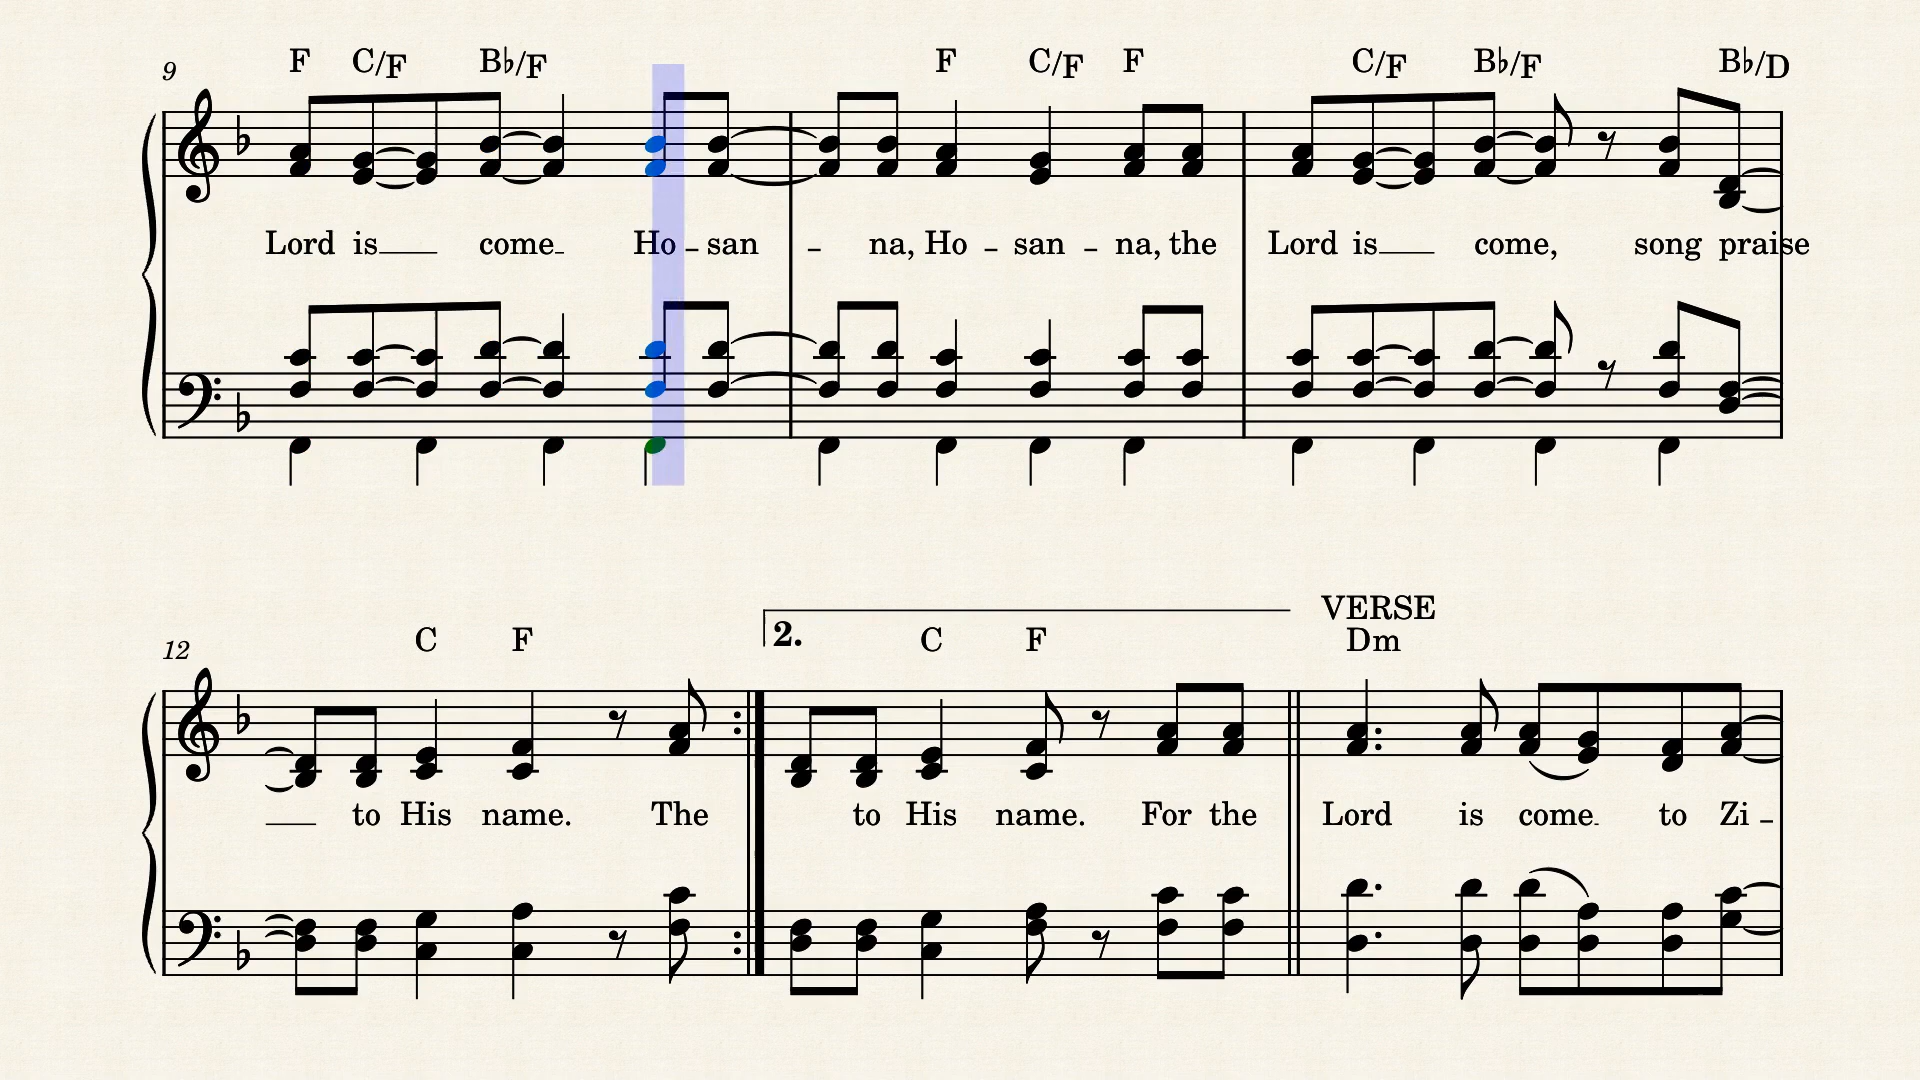 9 F C/F B♭/F F C/F F C/F B♭/F B♭/D
Lord is come Ho - san - na, Ho - san - na, the Lord is come, song praise
2. VERSE
12 C F C F Dm
to His name. The to His name. For the Lord is come to Zi -